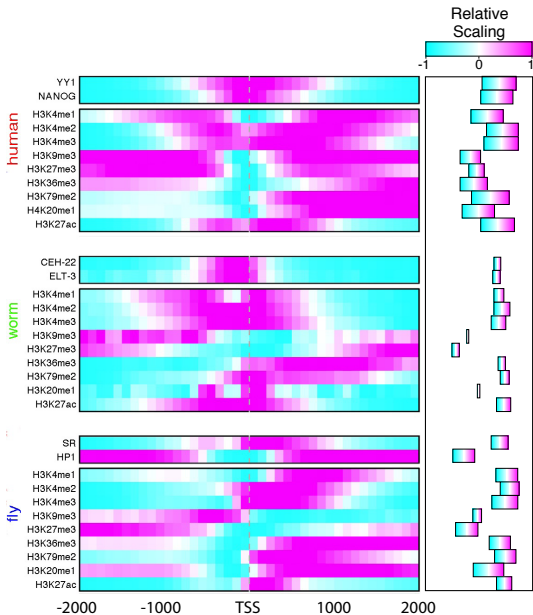 Relative
Scaling
-1 0 1
human
YY1
NANOG
H3K4me1
H3K4me2
H3K4me3
H3K9me3
H3K27me3
H3K36me3
H3K79me2
H4K20me1
H3K27ac
worm
CEH-22
ELT-3
H3K4me1
H3K4me2
H3K4me3
H3K9me3
H3K27me3
H3K36me3
H3K79me2
H3K20me1
H3K27ac
fly
SR
HP1
H3K4me1
H3K4me2
H3K4me3
H3K9me3
H3K27me3
H3K36me3
H3K79me2
H3K20me1
H3K27ac
-2000 -1000 TSS 1000 2000